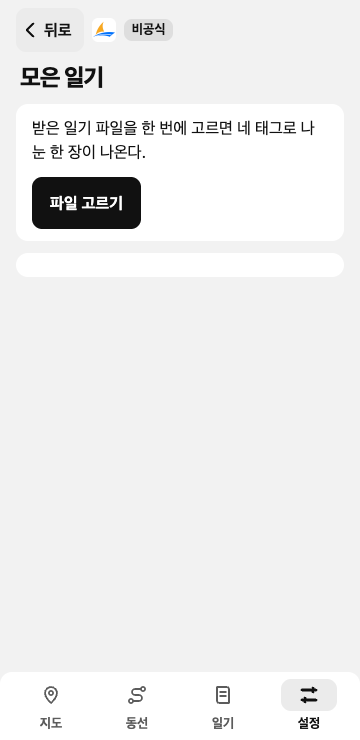 뒤로
비공식
모은 일기
받은 일기 파일을 한 번에 고르면 네 태그로 나
눈 한 장이 나온다.
파일 고르기
지도
동선
일기
설정